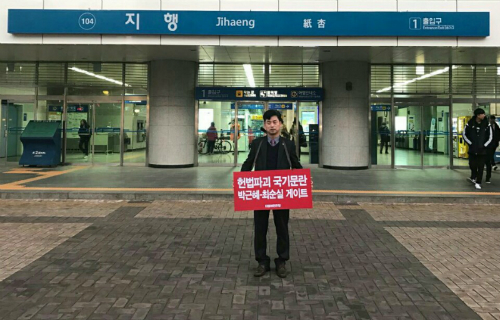 104 지 행 Jihaeng 紙杏 1 출입구
1
헌법파괴 국기문란
박근혜·최순실 게이트